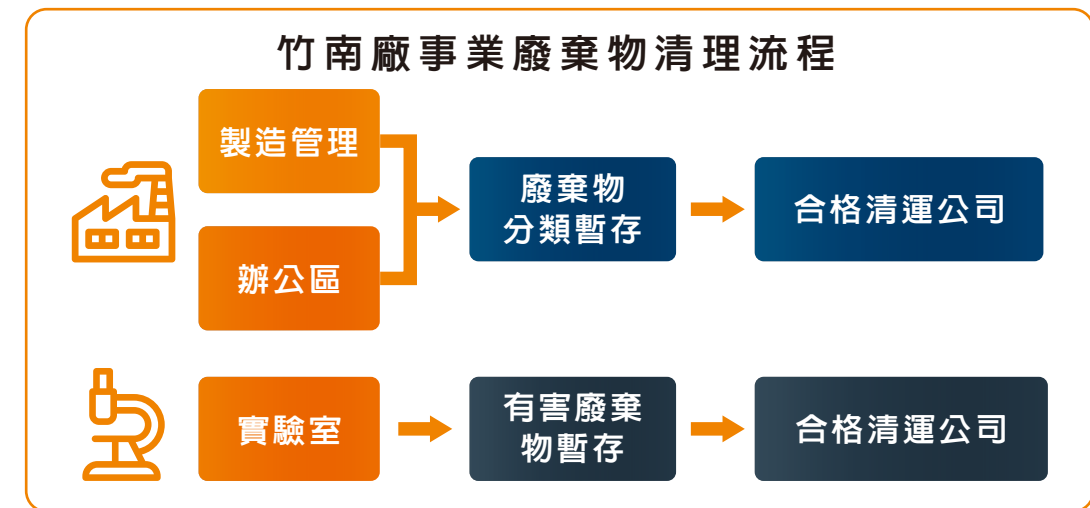 竹南廠事業廢棄物清理流程
製造管理
辦公區
廢棄物
分類暫存
合格清運公司
實驗室
有害廢棄
物暫存
合格清運公司